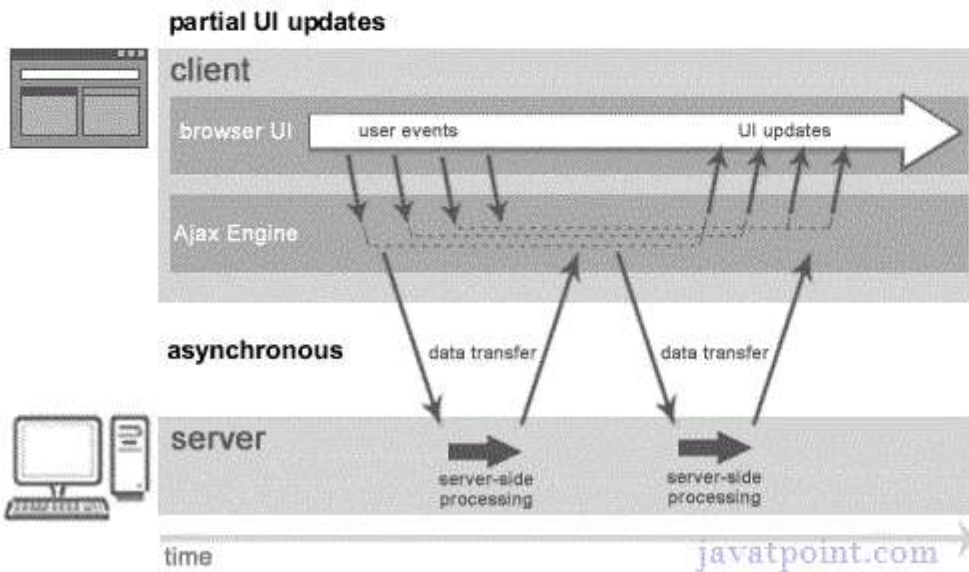 partial UI updates
client
browser UI
user events
UI updates
Ajax Engine
asynchronous
data transfer
data transfer
server
server-side
processing
server-side
processing
time
javatpoint.com